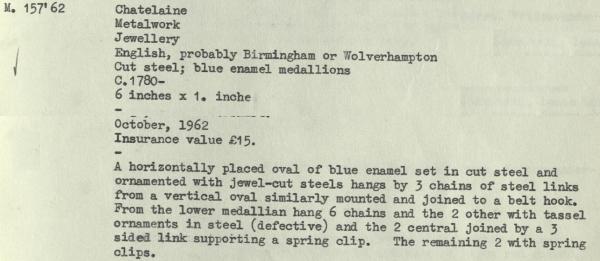 M. 157'62 Chatelaine
Metalwork
Jewellery
English, probably Birmingham or Wolverhampton
Cut steel; blue enamel medallions
C.1780-
6 inches x 1. inche
-
October, 1962
Insurance value £15.
-
A horizontally placed oval of blue enamel set in cut steel and
ornamented with jewel-cut steels hangs by 3 chains of steel links
from a vertical oval similarly mounted and joined to a belt hook.
From the lower medallian hang 6 chains and the 2 other with tassel
ornaments in steel (defective) and the 2 central joined by a 3
sided link supporting a spring clip. The remaining 2 with spring
clips.